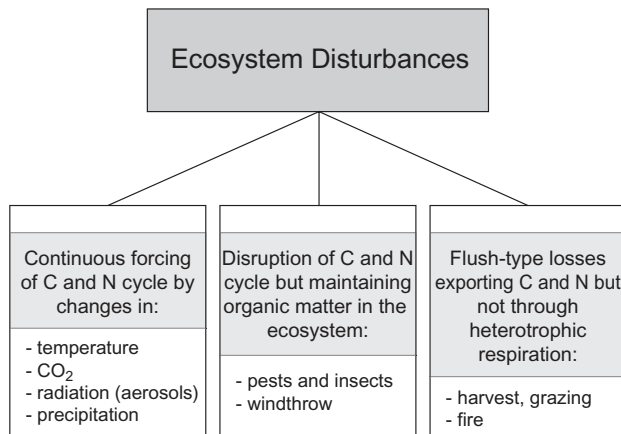 Ecosystem Disturbances
Continuous forcing
of C and N cycle by
changes in:
- temperature
- CO₂
- radiation (aerosols)
- precipitation
Disruption of C and N
cycle but maintaining
organic matter in the
ecosystem:
- pests and insects
- windthrow
Flush-type losses
exporting C and N but
not through
heterotrophic
respiration:
- harvest, grazing
- fire